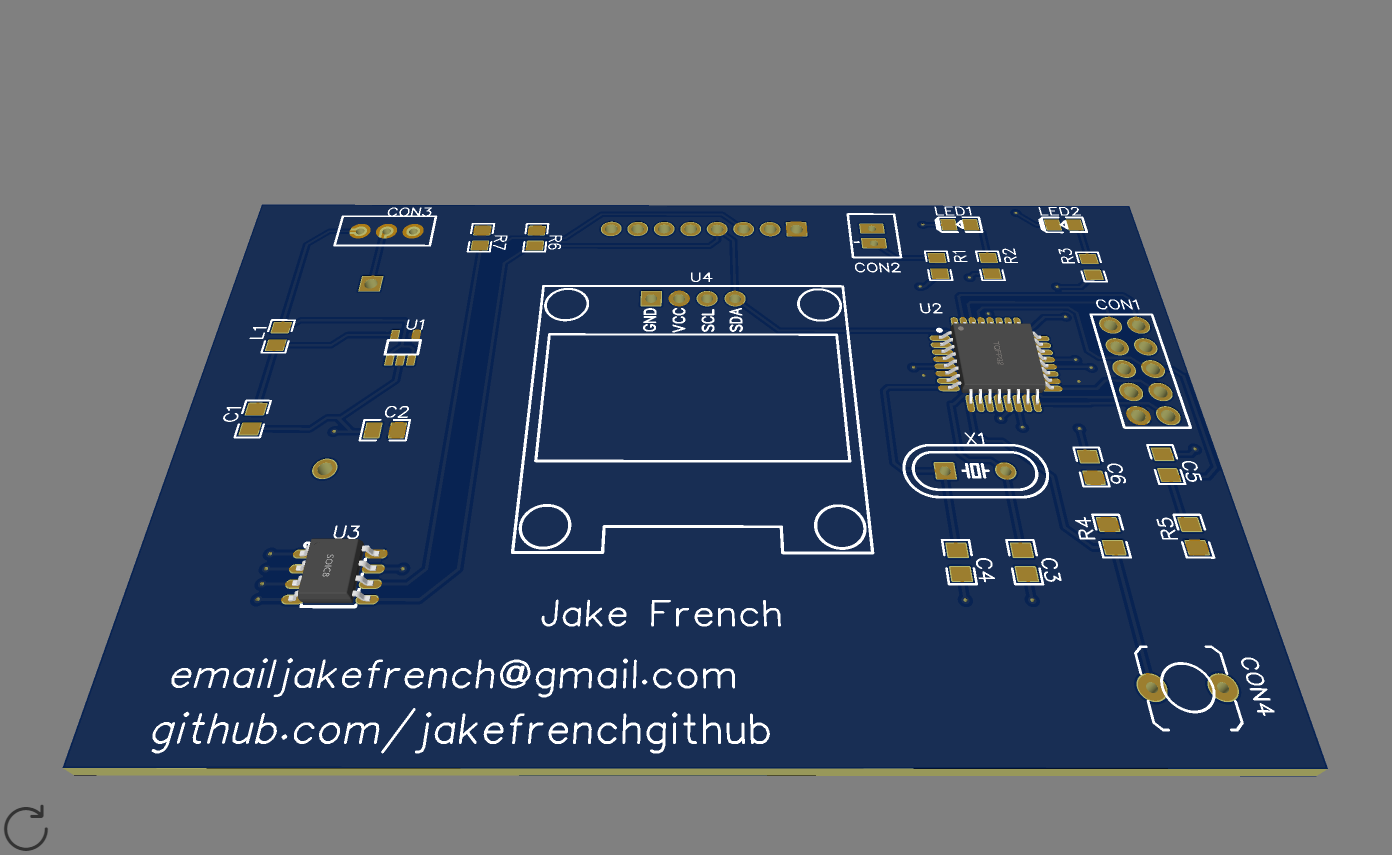 CON3
R7
R6
LED1
LED2
CON2
R1
R2
R3
U4
GND
VCC
SCL
SDA
U2
CON1
L1
U1
C1
C2
X1
C6
C5
U3
R4
R5
C4
C3
Jake French
emailjakefrench@gmail.com
github.com/jakefrenchgithub
CON4